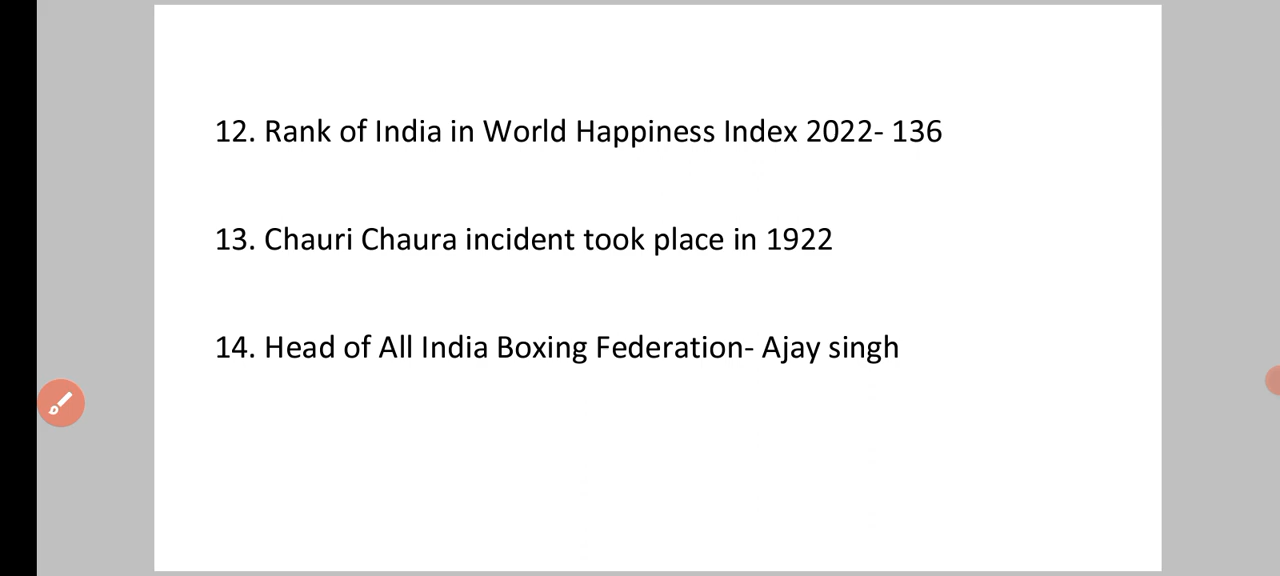 12. Rank of India in World Happiness Index 2022- 136
13. Chauri Chaura incident took place in 1922
14. Head of All India Boxing Federation- Ajay singh